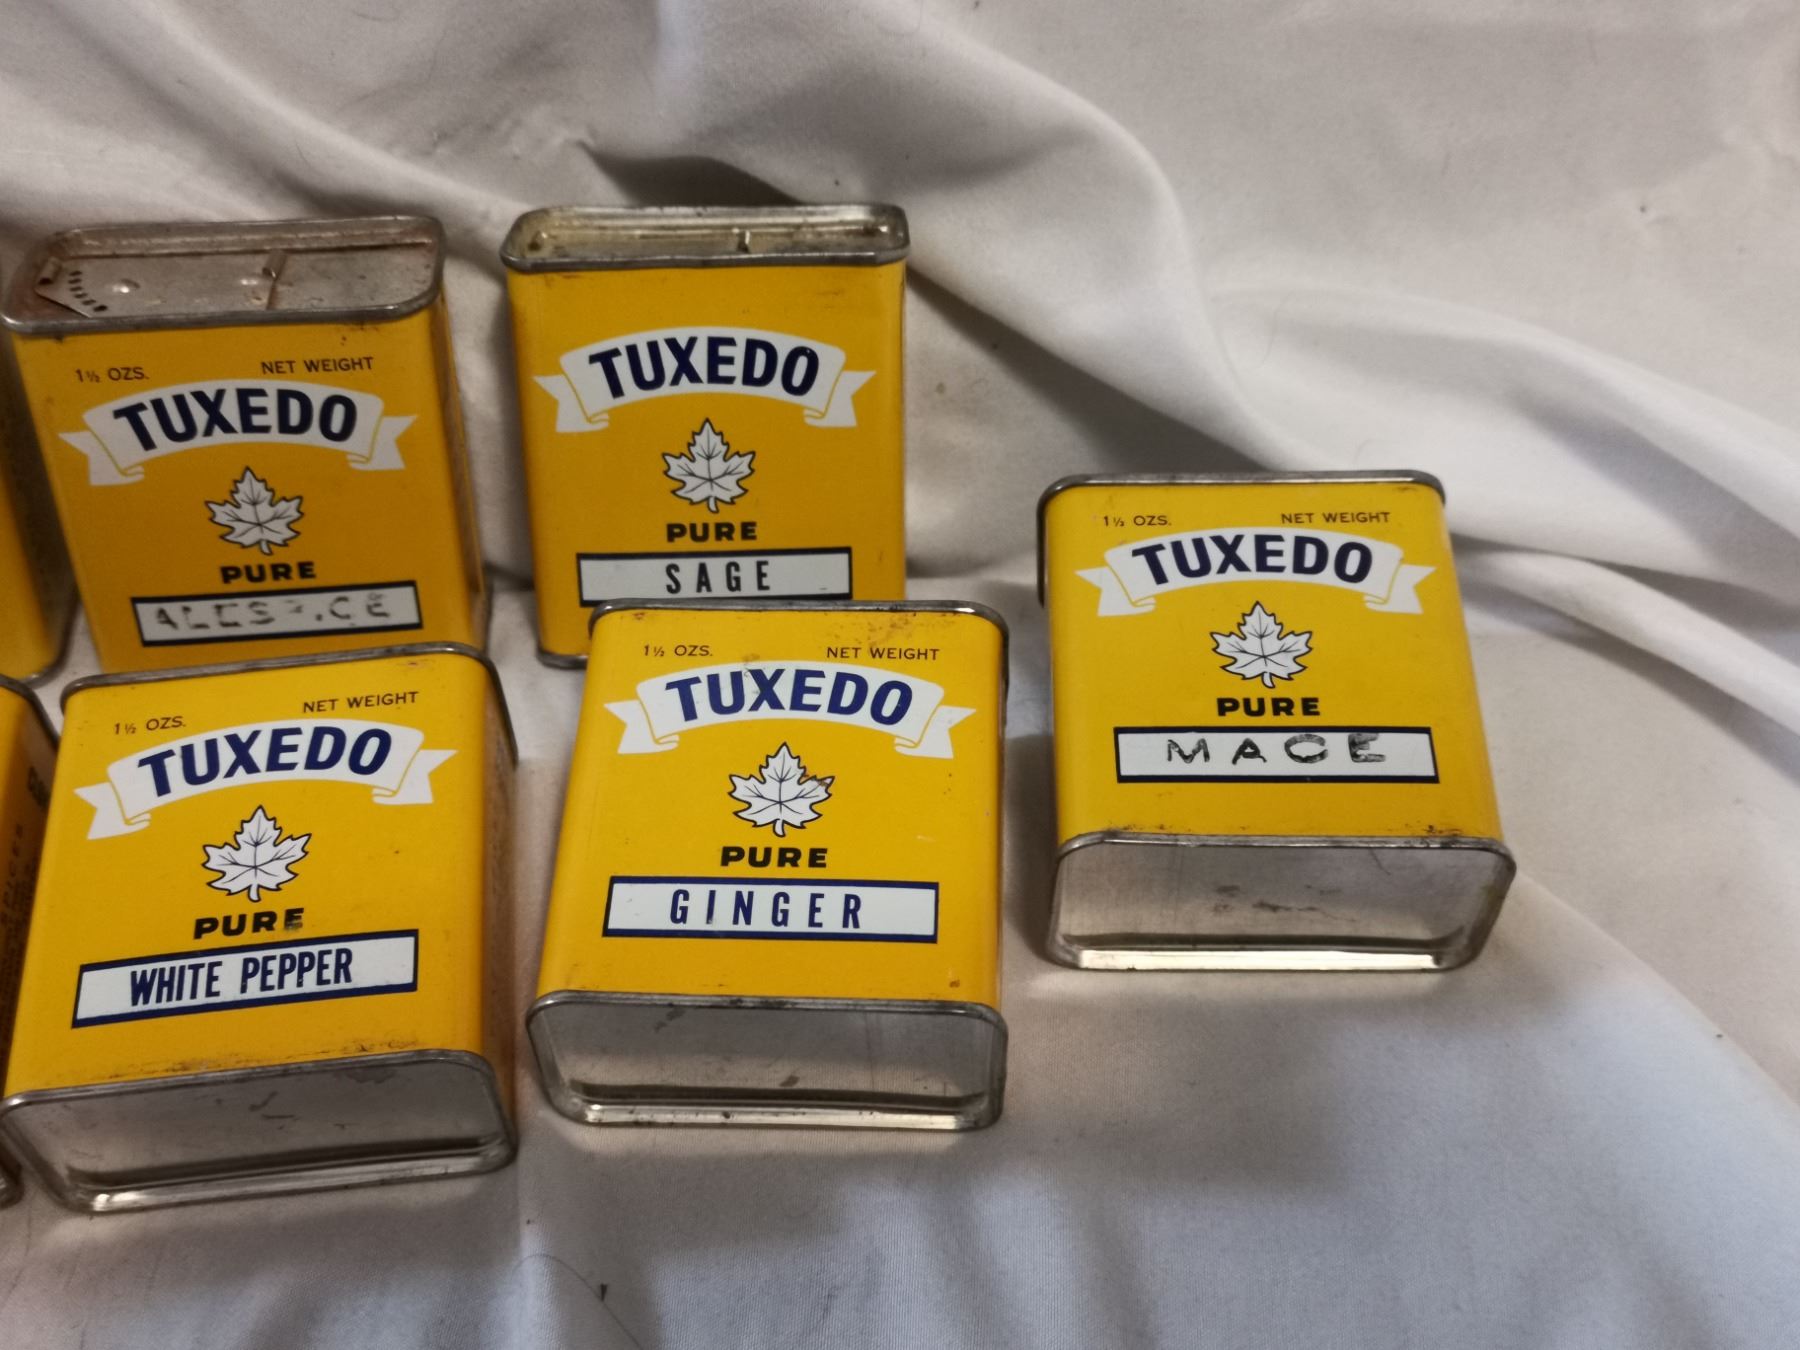 1½ OZS. NET WEIGHT
TUXEDO
PURE
TUXEDO
PURE
SAGE
1½ OZS. NET WEIGHT
TUXEDO
PURE
MACE
1½ OZS. NET WEIGHT
TUXEDO
PURE
WHITE PEPPER
1½ OZS. NET WEIGHT
TUXEDO
PURE
GINGER